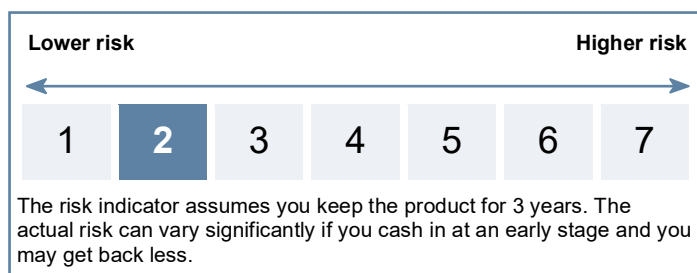 Lower risk Higher risk
1 2 3 4 5 6 7
The risk indicator assumes you keep the product for 3 years. The
actual risk can vary significantly if you cash in at an early stage and you
may get back less.